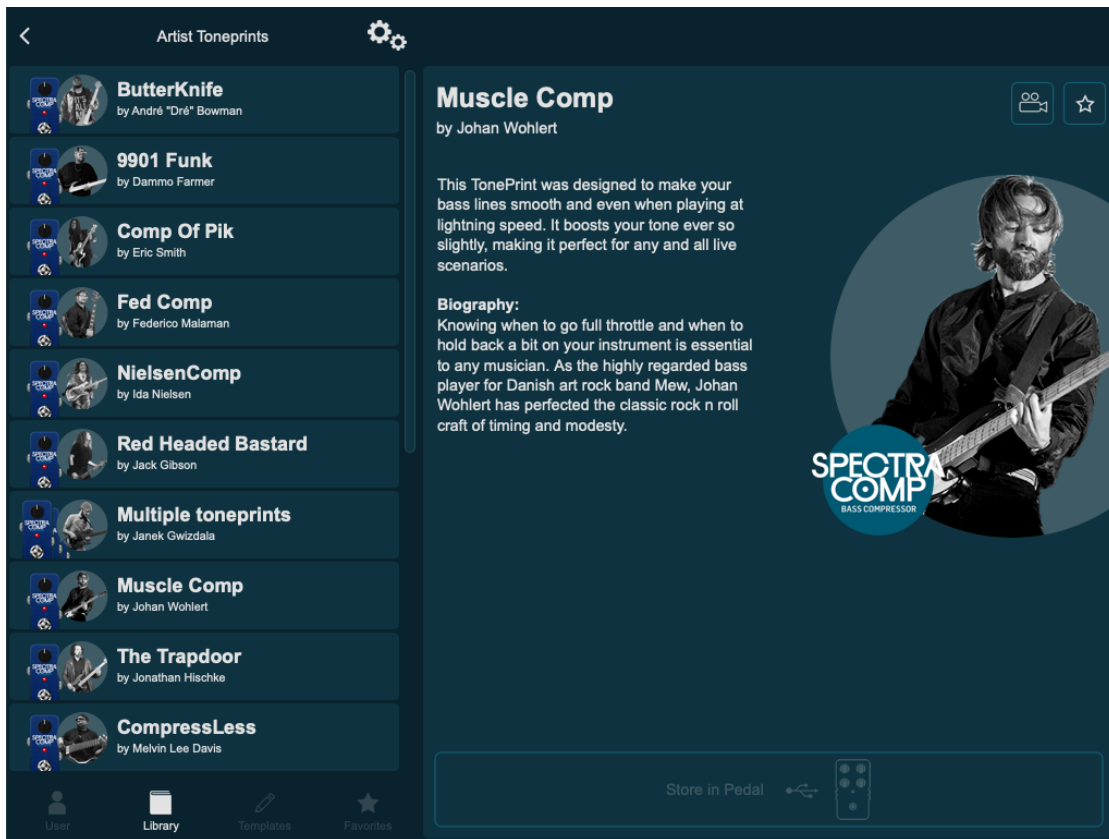 Artist Toneprints
ButterKnife
by André "Dré" Bowman
9901 Funk
by Dammo Farmer
Comp Of Pik
by Eric Smith
Fed Comp
by Federico Malaman
NielsenComp
by Ida Nielsen
Red Headed Bastard
by Jack Gibson
Multiple toneprints
by Janek Gwizdala
Muscle Comp
by Johan Wohlert
The Trapdoor
by Jonathan Hischke
CompressLess
by Melvin Lee Davis
User
Library
Templates
Favorites
Muscle Comp
by Johan Wohlert
This TonePrint was designed to make your
bass lines smooth and even when playing at
lightning speed. It boosts your tone ever so
slightly, making it perfect for any and all live
scenarios.
Biography:
Knowing when to go full throttle and when to
hold back a bit on your instrument is essential
to any musician. As the highly regarded bass
player for Danish art rock band Mew, Johan
Wohlert has perfected the classic rock n roll
craft of timing and modesty.
SPECTRA
COMP
BASS COMPRESSOR
Store in Pedal